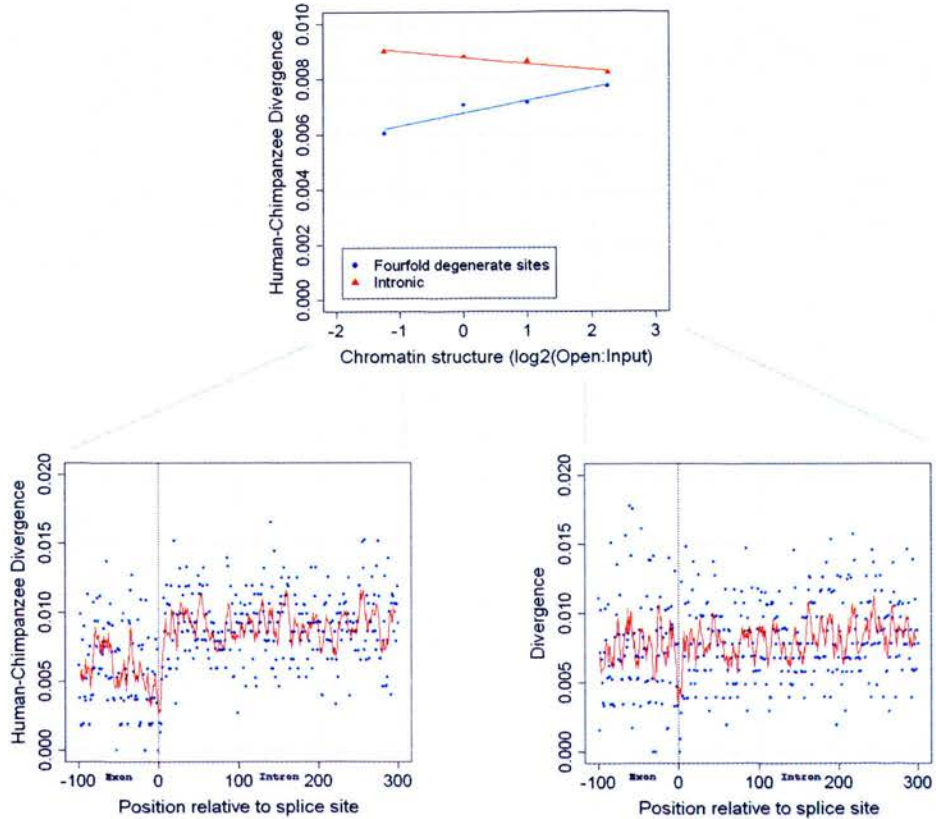 Human-Chimpanzee Divergence
0.010
0.008
0.006
0.004
0.002
0.000
Fourfold degenerate sites
Intronic
-2 -1 0 1 2 3
Chromatin structure (log2(Open:Input)
Human-Chimpanzee Divergence
0.020
0.015
0.010
0.005
0.000
Exon Intron
-100 0 100 200 300
Position relative to splice site
Divergence
0.020
0.015
0.010
0.005
0.000
Exon Intron
-100 0 100 200 300
Position relative to splice site